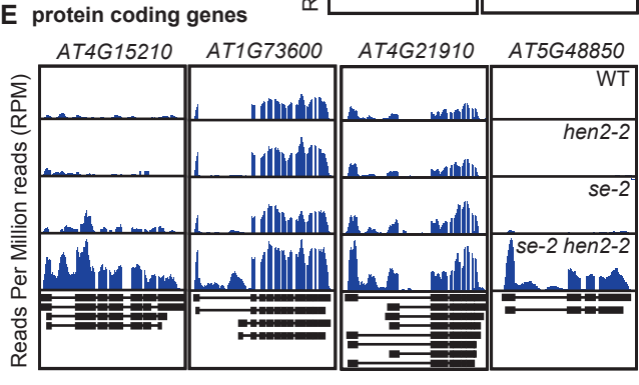 E protein coding genes
R
AT4G15210 AT1G73600 AT4G21910 AT5G48850
Reads Per Million reads (RPM)
WT
hen2-2
se-2
se-2 hen2-2